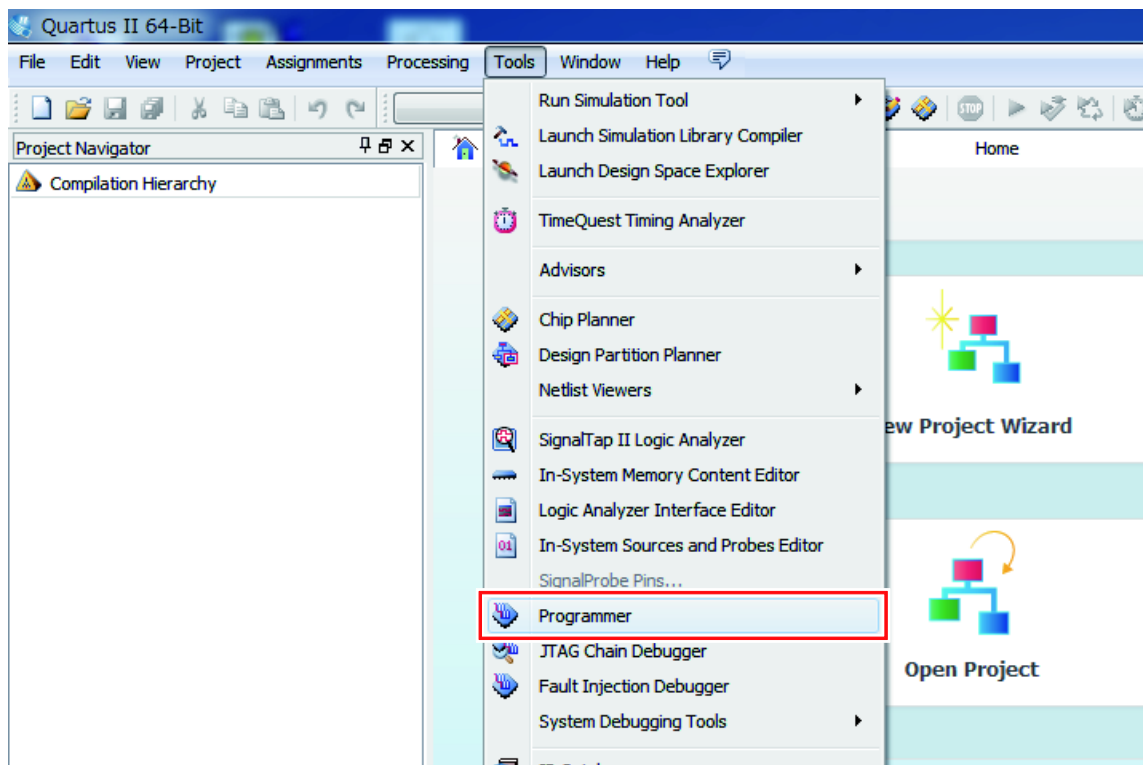 Quartus II 64-Bit
File Edit View Project Assignments Processing Tools Window Help
STOP
Project Navigator
Home
Compilation Hierarchy
Run Simulation Tool
Launch Simulation Library Compiler
Launch Design Space Explorer
TimeQuest Timing Analyzer
Advisors
Chip Planner
Design Partition Planner
Netlist Viewers
SignalTap II Logic Analyzer
In-System Memory Content Editor
Logic Analyzer Interface Editor
In-System Sources and Probes Editor
SignalProbe Pins...
Programmer
JTAG Chain Debugger
Fault Injection Debugger
System Debugging Tools
ew Project Wizard
Open Project